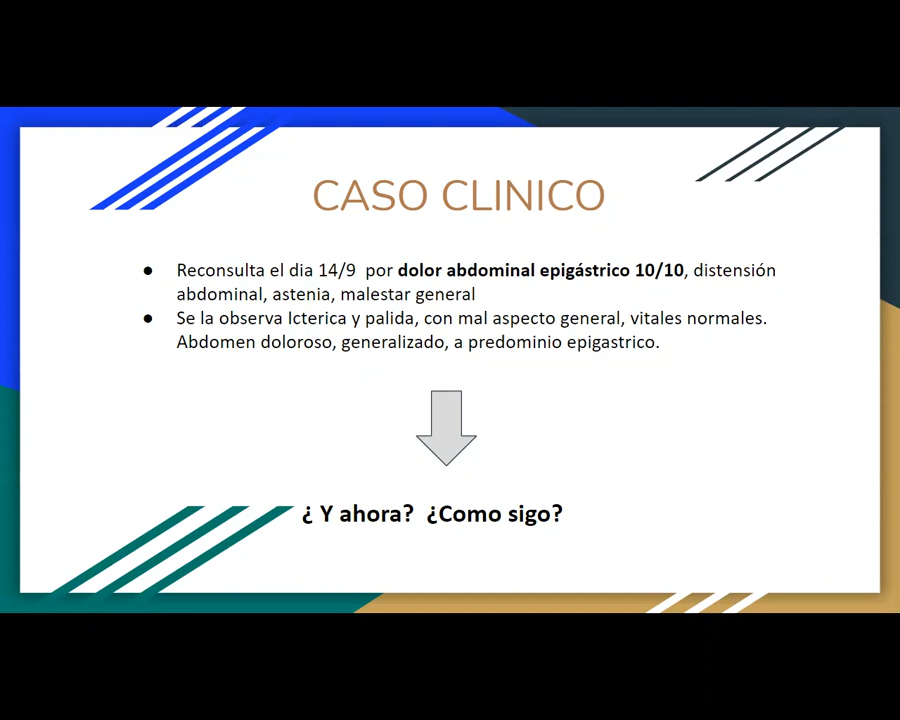 CASO CLINICO
● Reconsulta el dia 14/9 por dolor abdominal epigástrico 10/10, distensión
abdominal, astenia, malestar general
● Se la observa Icterica y palida, con mal aspecto general, vitales normales.
Abdomen doloroso, generalizado, a predominio epigastrico.
¿ Y ahora? ¿Como sigo?